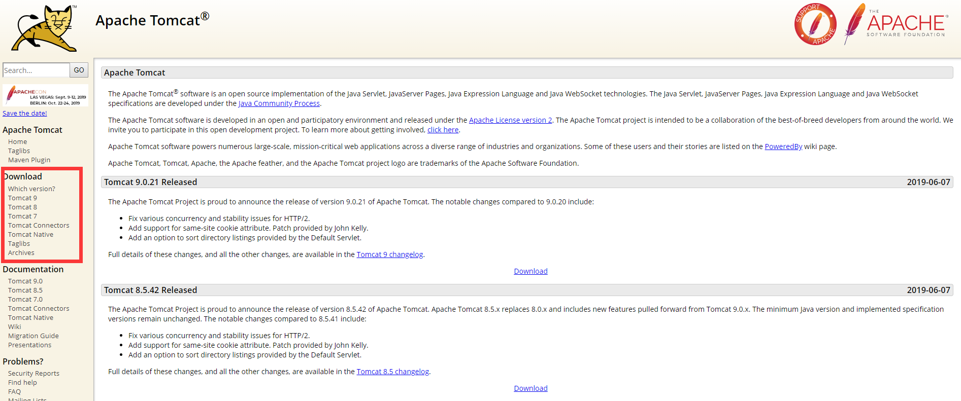 Apache Tomcat®
SUPPORT APACHE
THE
APACHE®
SOFTWARE FOUNDATION
Search...
GO
APACHECON
LAS VEGAS: Sept. 9-12, 2019
BERLIN: Oct. 22-24, 2019
Save the date!
Apache Tomcat
Home
Taglibs
Maven Plugin
Download
Which version?
Tomcat 9
Tomcat 8
Tomcat 7
Tomcat Connectors
Tomcat Native
Taglibs
Archives
Documentation
Tomcat 9.0
Tomcat 8.5
Tomcat 7.0
Tomcat Connectors
Tomcat Native
Wiki
Migration Guide
Presentations
Problems?
Security Reports
Find help
FAQ
Mailing Lists
Apache Tomcat
The Apache Tomcat® software is an open source implementation of the Java Servlet, JavaServer Pages, Java Expression Language and Java WebSocket technologies. The Java Servlet, JavaServer Pages, Java Expression Language and Java WebSocket
specifications are developed under the Java Community Process.
The Apache Tomcat software is developed in an open and participatory environment and released under the Apache License version 2. The Apache Tomcat project is intended to be a collaboration of the best-of-breed developers from around the world. We
invite you to participate in this open development project. To learn more about getting involved, click here.
Apache Tomcat software powers numerous large-scale, mission-critical web applications across a diverse range of industries and organizations. Some of these users and their stories are listed on the PoweredBy wiki page.
Apache Tomcat, Tomcat, Apache, the Apache feather, and the Apache Tomcat project logo are trademarks of the Apache Software Foundation.
Tomcat 9.0.21 Released 2019-06-07
The Apache Tomcat Project is proud to announce the release of version 9.0.21 of Apache Tomcat. The notable changes compared to 9.0.20 include:
• Fix various concurrency and stability issues for HTTP/2.
• Add support for same-site cookie attribute. Patch provided by John Kelly.
• Add an option to sort directory listings provided by the Default Servlet.
Full details of these changes, and all the other changes, are available in the Tomcat 9 changelog.
Download
Tomcat 8.5.42 Released 2019-06-07
The Apache Tomcat Project is proud to announce the release of version 8.5.42 of Apache Tomcat. Apache Tomcat 8.5.x replaces 8.0.x and includes new features pulled forward from Tomcat 9.0.x. The minimum Java version and implemented specification
versions remain unchanged. The notable changes compared to 8.5.41 include:
• Fix various concurrency and stability issues for HTTP/2.
• Add support for same-site cookie attribute. Patch provided by John Kelly.
• Add an option to sort directory listings provided by the Default Servlet.
Full details of these changes, and all the other changes, are available in the Tomcat 8.5 changelog.
Download